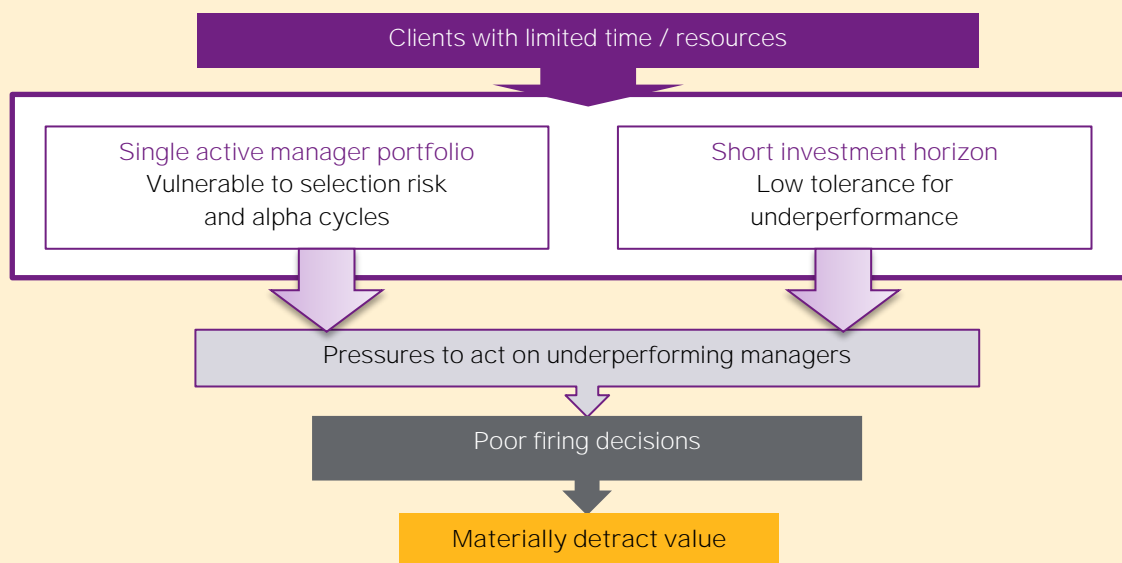 Clients with limited time / resources
Single active manager portfolio
Vulnerable to selection risk
and alpha cycles
Short investment horizon
Low tolerance for
underperformance
Pressures to act on underperforming managers
Poor firing decisions
Materially detract value